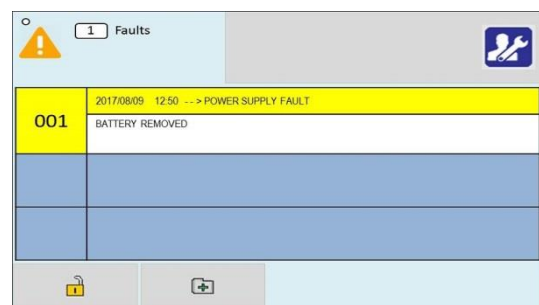 1 Faults
2017/08/09 12:50 --> POWER SUPPLY FAULT
001
BATTERY REMOVED